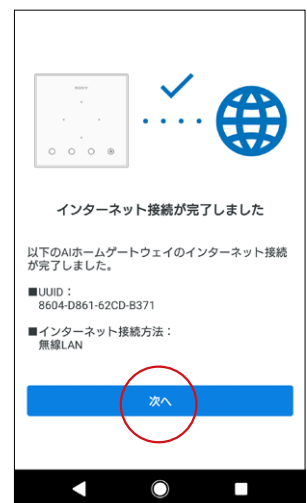 SONY
インターネット接続が完了しました
以下のAIホームゲートウェイのインターネット接続
が完了しました。
■UUID：
8604-D861-62CD-B371
■インターネット接続方法：
無線LAN
次へ